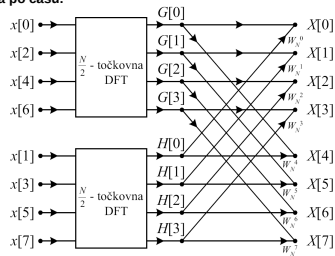 a po času:
x[0] G[0] X[0]
x[2] G[1] W_N^0 X[1]
x[4] N/2 - točkovna DFT G[2] W_N^1 X[2]
x[6] G[3] W_N^2 X[3]
W_N^3
x[1] H[0] X[4]
W_N^4
x[3] N/2 - točkovna DFT H[1] X[5]
W_N^5
x[5] H[2] X[6]
W_N^6
x[7] H[3] X[7]
W_N^7